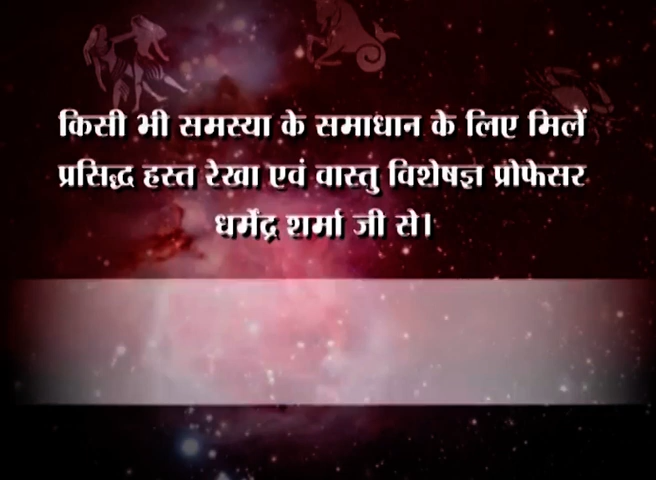 किसी भी समस्या के समाधान के लिए मिलें
प्रसिद्ध हस्त रेखा एवं वास्तु विशेषज्ञ प्रोफेसर
धर्मेंद्र शर्मा जी से।